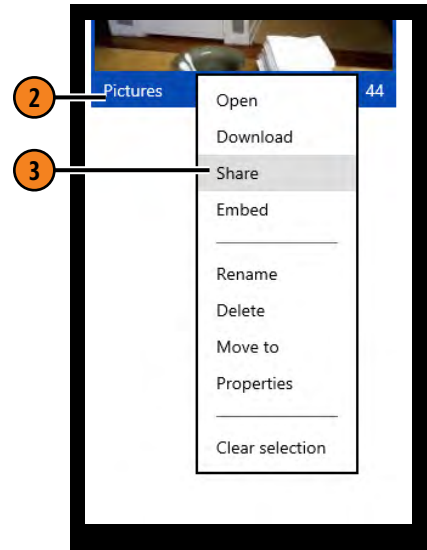 2
Pictures
44
Open
Download
3
Share
Embed
Rename
Delete
Move to
Properties
Clear selection